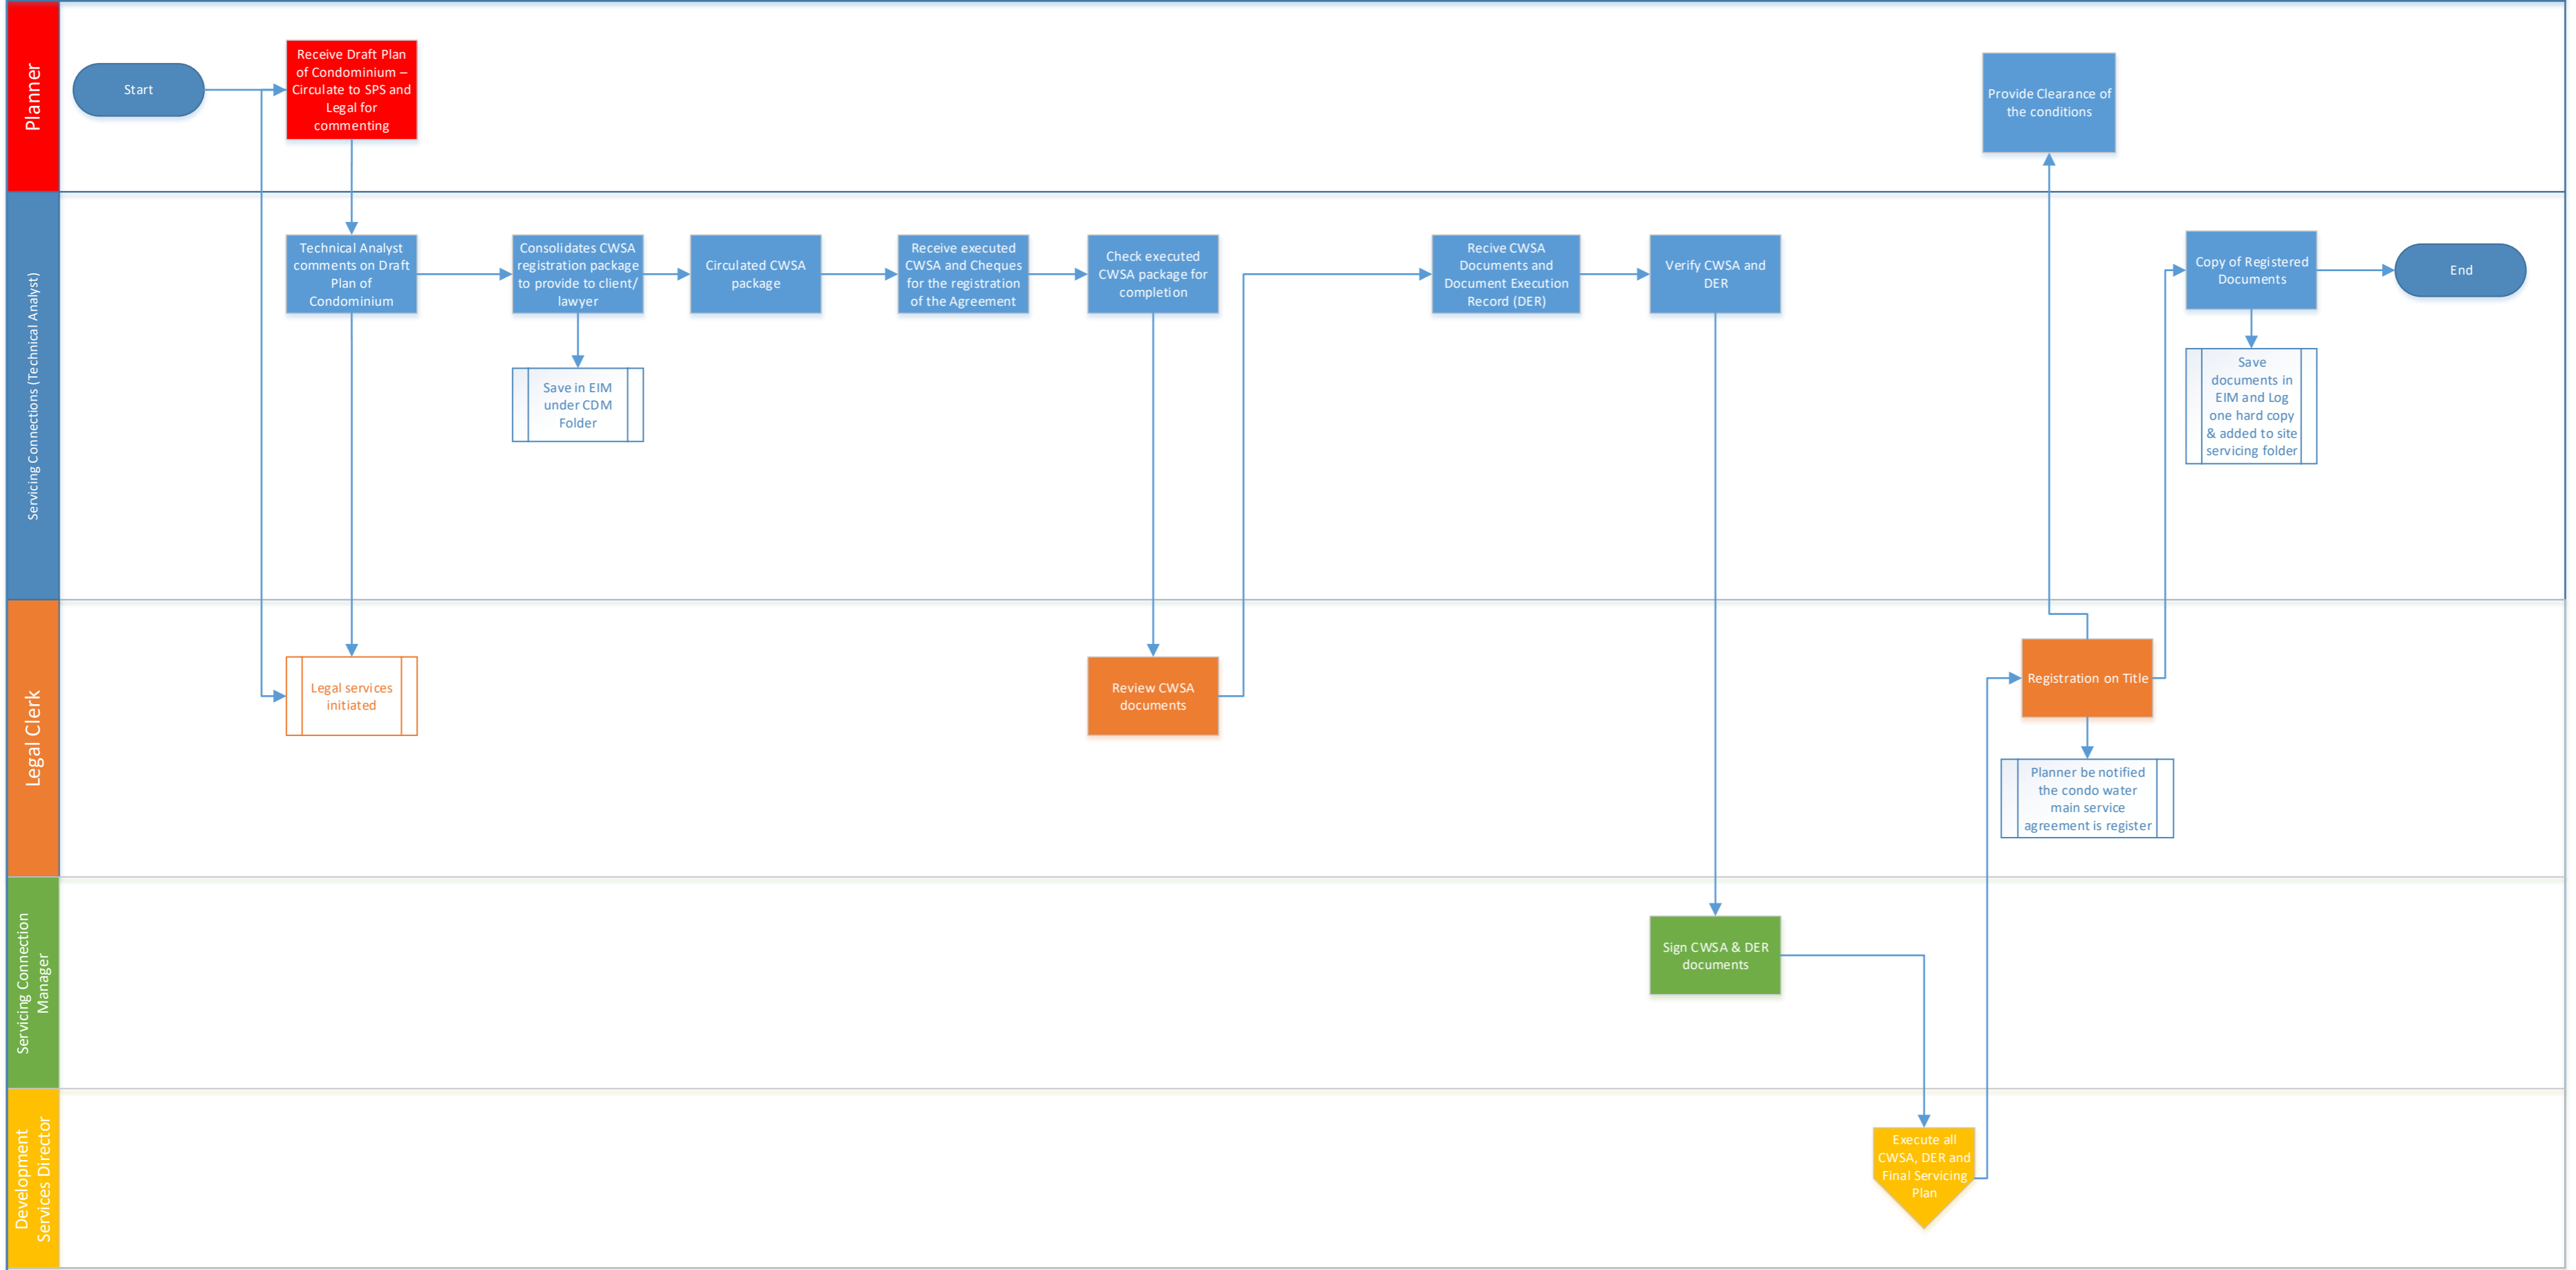 Planner
Start
Receive Draft Plan
of Condominium –
Circulate to SPS and
Legal for
commenting
Provide Clearance of
the conditions
Servicing Connections (Technical Analyst)
Technical Analyst
comments on Draft
Plan of
Condominium
Consolidates CWSA
registration package
to provide to client/
lawyer
Circulated CWSA
package
Receive executed
CWSA and Cheques
for the registration
of the Agreement
Check executed
CWSA package for
completion
Recive CWSA
Documents and
Document Execution
Record (DER)
Verify CWSA and
DER
Copy of Registered
Documents
End
Save in EIM
under CDM
Folder
Save
documents in
EIM and Log
one hard copy
& added to site
servicing folder
Legal Clerk
Legal services
initiated
Review CWSA
documents
Registration on Title
Planner be notified
the condo water
main service
agreement is register
Servicing Connection
Manager
Sign CWSA & DER
documents
Development
Services Director
Execute all
CWSA, DER and
Final Servicing
Plan